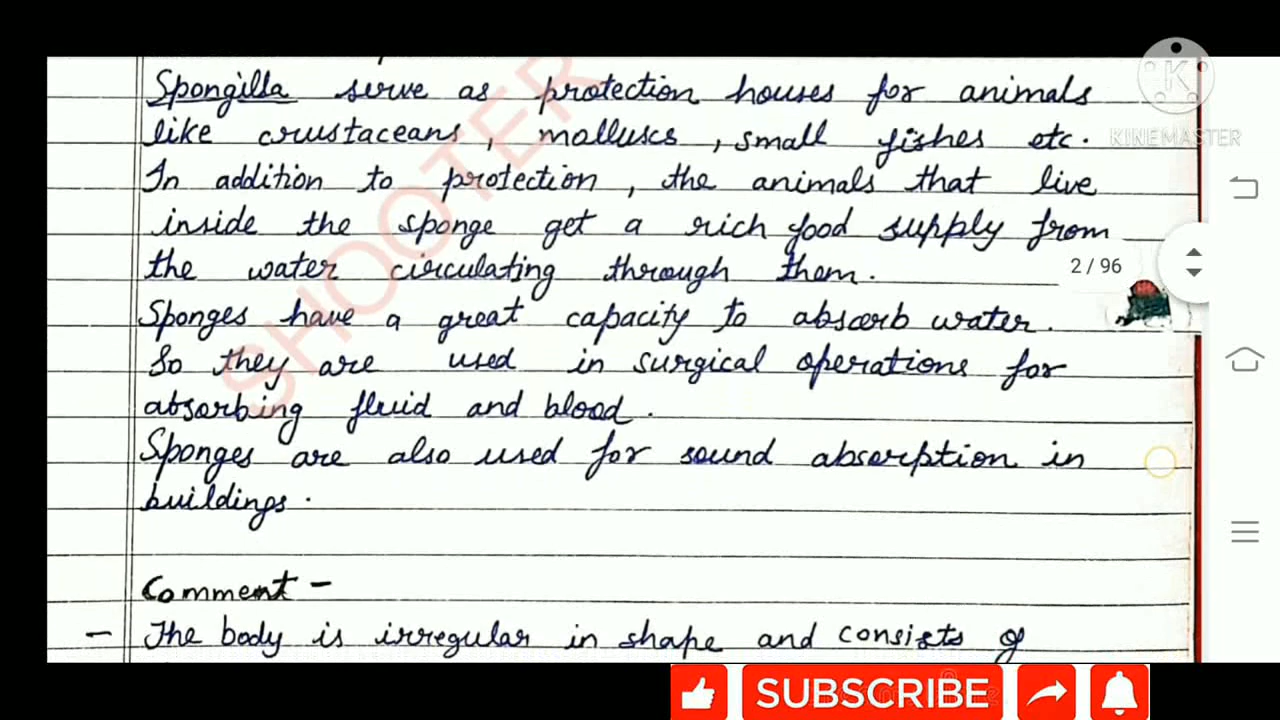 Spongilla serve as protection houses for animals
like crustaceans, molluscs, small fishes etc.
In addition to protection, the animals that live
inside the sponge get a rich food supply from
the water circulating through them.
Sponges have a great capacity to absorb water.
So they are used in surgical operations for
absorbing fluid and blood.
Sponges are also used for sound absorption in
buildings.
Comment -
- The body is irregular in shape and consists of
SHOOTER
K
KINEMASTER
2 / 96
SUBSCRIBE